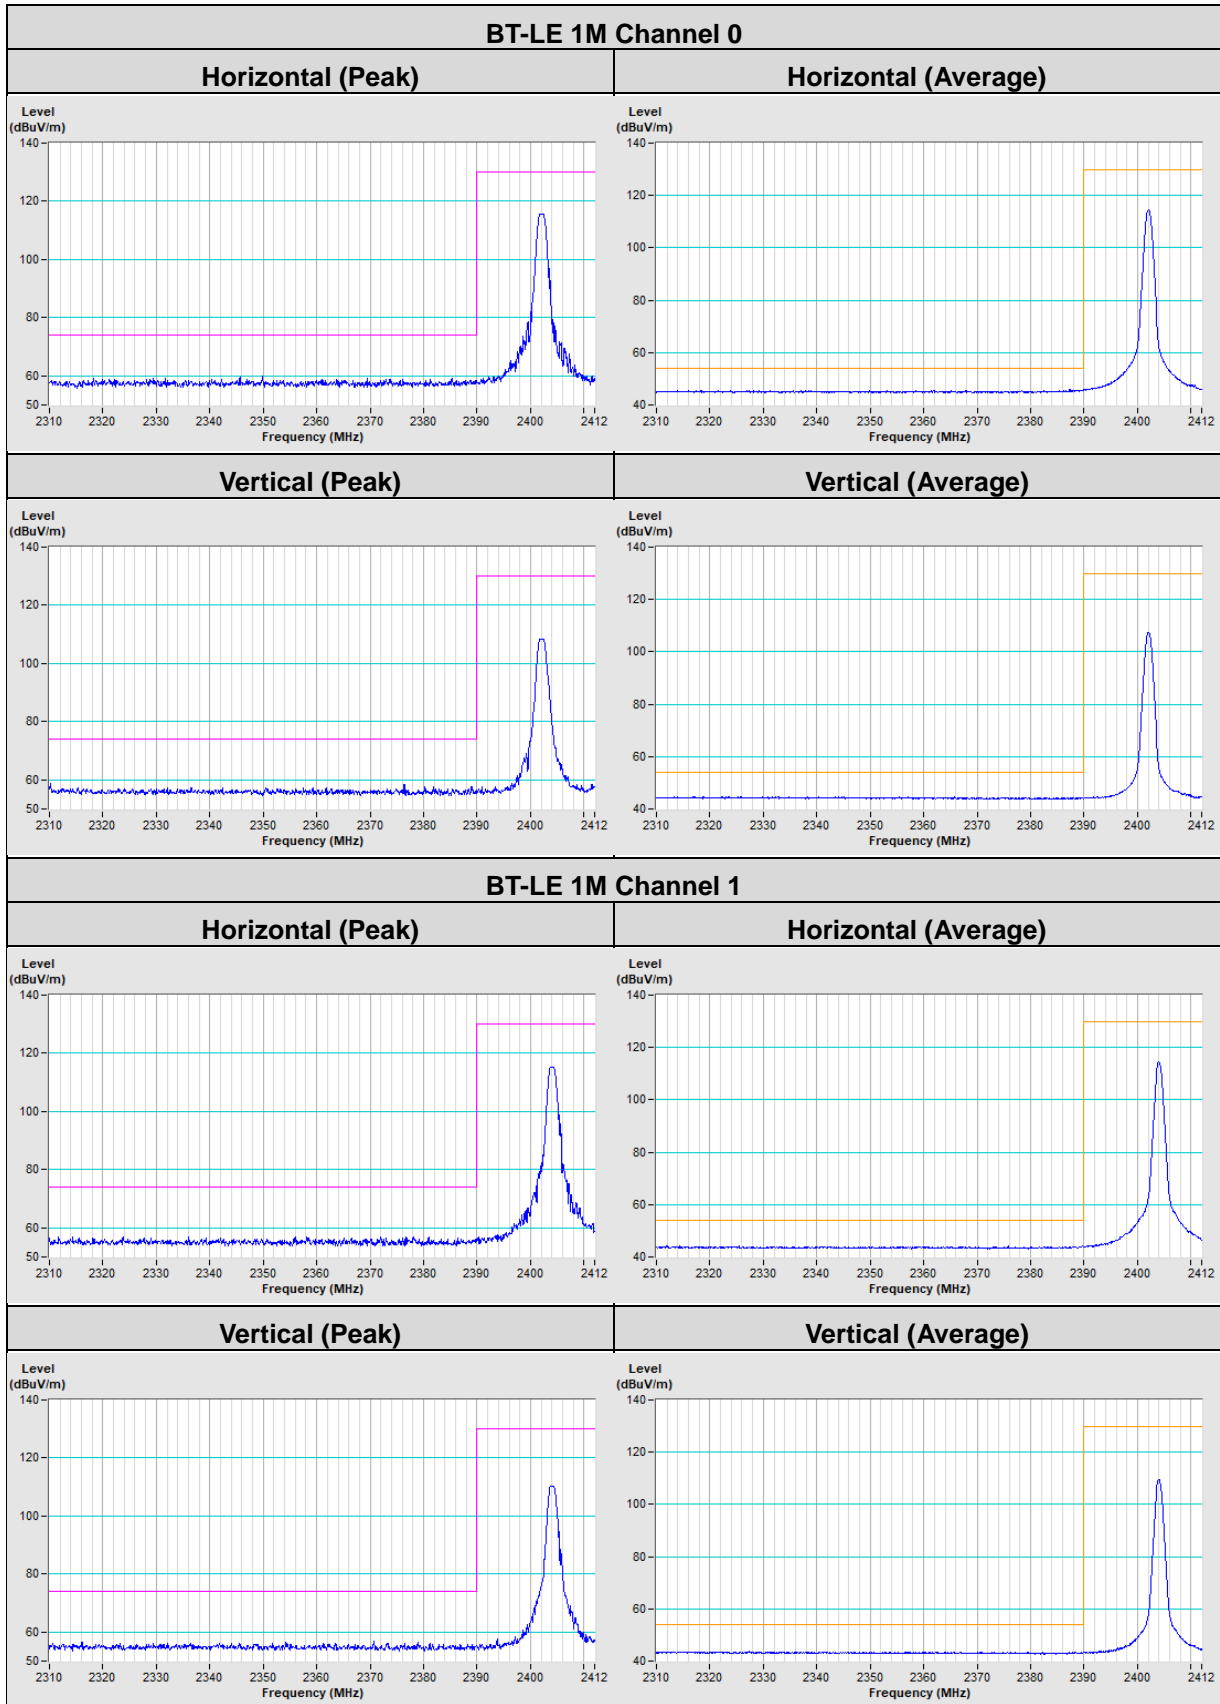 BT-LE 1M Channel 0
Horizontal (Peak)
Horizontal (Average)
Level
(dBuV/m)
140
120
100
80
60
50
2310 2320 2330 2340 2350 2360 2370 2380 2390 2400 2412
Frequency (MHz)
Level
(dBuV/m)
140
120
100
80
60
40
2310 2320 2330 2340 2350 2360 2370 2380 2390 2400 2412
Frequency (MHz)
Vertical (Peak)
Vertical (Average)
Level
(dBuV/m)
140
120
100
80
60
50
2310 2320 2330 2340 2350 2360 2370 2380 2390 2400 2412
Frequency (MHz)
Level
(dBuV/m)
140
120
100
80
60
40
2310 2320 2330 2340 2350 2360 2370 2380 2390 2400 2412
Frequency (MHz)
BT-LE 1M Channel 1
Horizontal (Peak)
Horizontal (Average)
Level
(dBuV/m)
140
120
100
80
60
50
2310 2320 2330 2340 2350 2360 2370 2380 2390 2400 2412
Frequency (MHz)
Level
(dBuV/m)
140
120
100
80
60
40
2310 2320 2330 2340 2350 2360 2370 2380 2390 2400 2412
Frequency (MHz)
Vertical (Peak)
Vertical (Average)
Level
(dBuV/m)
140
120
100
80
60
50
2310 2320 2330 2340 2350 2360 2370 2380 2390 2400 2412
Frequency (MHz)
Level
(dBuV/m)
140
120
100
80
60
40
2310 2320 2330 2340 2350 2360 2370 2380 2390 2400 2412
Frequency (MHz)